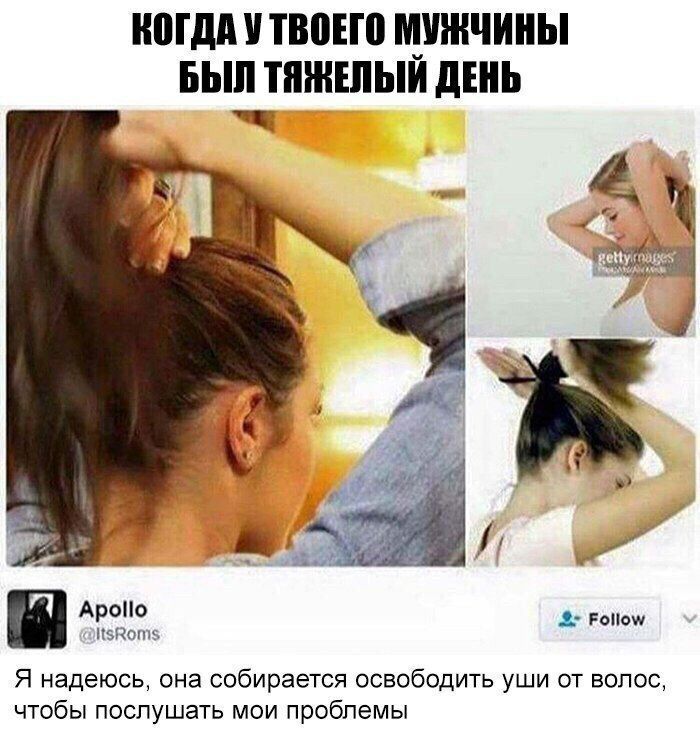 КОГДА У ТВОЕГО МУЖЧИНЫ
БЫЛ ТЯЖЕЛЫЙ ДЕНЬ
gettyimages
Apollo
@ItsRoms
Follow
Я надеюсь, она собирается освободить уши от волос,
чтобы послушать мои проблемы